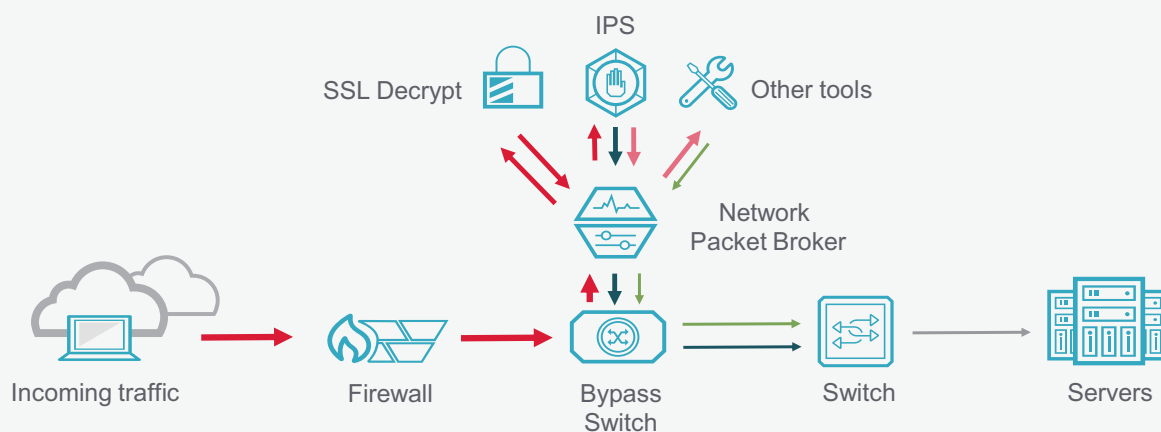 IPS
SSL Decrypt
Other tools
Network
Packet Broker
Incoming traffic
Firewall
Bypass
Switch
Switch
Servers